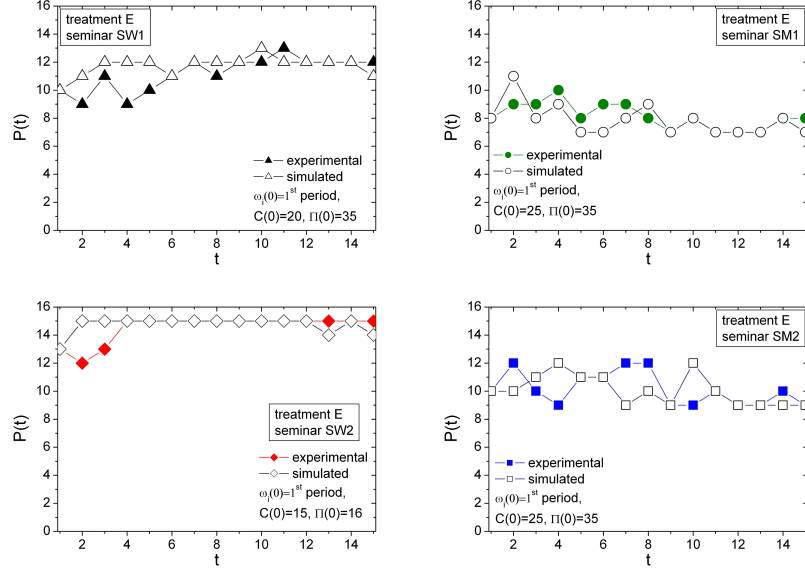 treatment E
seminar SW1
16
14
12
10
8
6
4
2
0
P(t)
experimental
simulated
ωᵢ(0)=1ˢᵗ period,
C(0)=20, Π(0)=35
2 4 6 8 10 12 14
t
treatment E
seminar SM1
16
14
12
10
8
6
4
2
0
P(t)
experimental
simulated
ωᵢ(0)=1ˢᵗ period,
C(0)=25, Π(0)=35
2 4 6 8 10 12 14
t
16
14
12
10
8
6
4
2
0
P(t)
treatment E
seminar SW2
experimental
simulated
ωᵢ(0)=1ˢᵗ period,
C(0)=15, Π(0)=16
2 4 6 8 10 12 14
t
treatment E
seminar SM2
16
14
12
10
8
6
4
2
0
P(t)
experimental
simulated
ωᵢ(0)=1ˢᵗ period,
C(0)=25, Π(0)=35
2 4 6 8 10 12 14
t